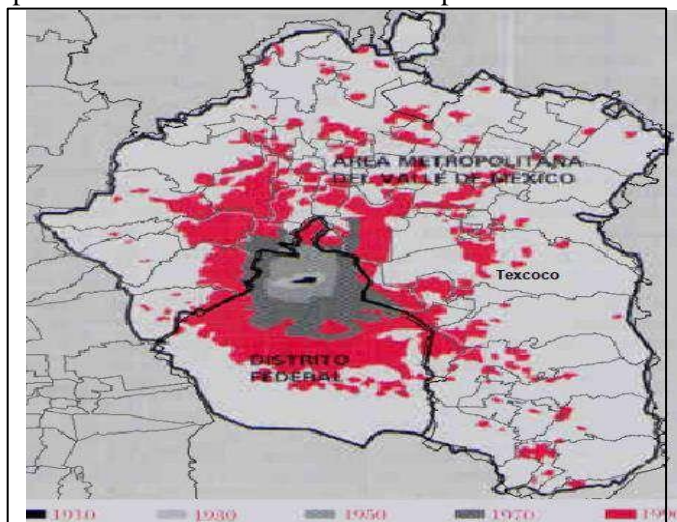 AREA METROPOLITANA
DEL VALLE DE MEXICO
Texcoco
DISTRITO
FEDERAL
1910 1930 1950 1970